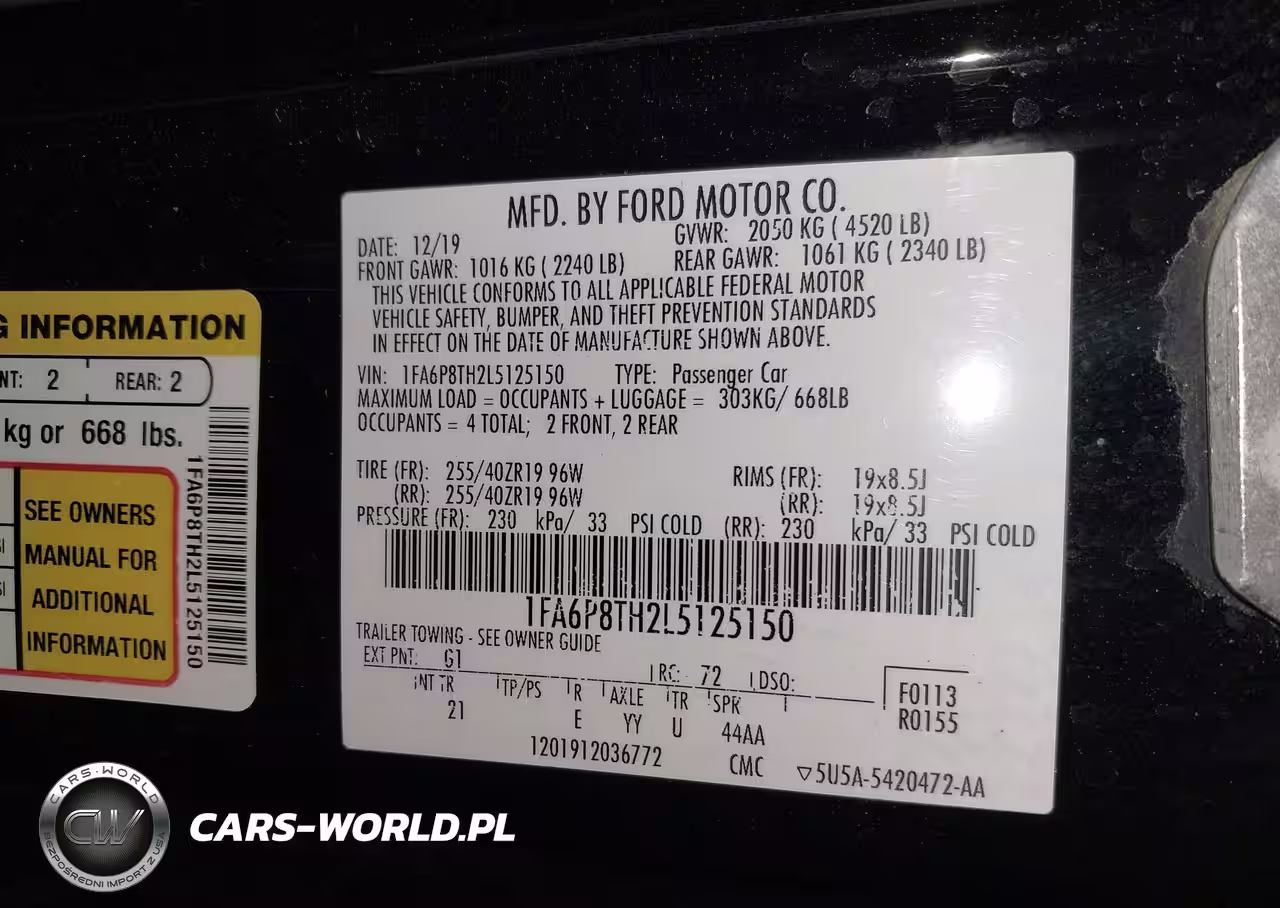 MFD. BY FORD MOTOR CO.
DATE: 12/19 GVWR: 2050 KG ( 4520 LB)
FRONT GAWR: 1016 KG ( 2240 LB) REAR GAWR: 1061 KG ( 2340 LB)
THIS VEHICLE CONFORMS TO ALL APPLICABLE FEDERAL MOTOR
VEHICLE SAFETY, BUMPER, AND THEFT PREVENTION STANDARDS
IN EFFECT ON THE DATE OF MANUFACTURE SHOWN ABOVE.
VIN: 1FA6P8TH2L5125150 TYPE: Passenger Car
MAXIMUM LOAD = OCCUPANTS + LUGGAGE = 303KG/ 668LB
OCCUPANTS = 4 TOTAL; 2 FRONT, 2 REAR
TIRE (FR): 255/40ZR19 96W RIMS (FR): 19x8.5J
(RR): 255/40ZR19 96W (RR): 19x8.5J
PRESSURE (FR): 230 kPa/ 33 PSI COLD (RR): 230 kPa/ 33 PSI COLD
1FA6P8TH2L5125150
TRAILER TOWING - SEE OWNER GUIDE
EXT PNT: G1 RC: 72 DSO:
INT TR TP/PS R AXLE TR SPR
21 E YY U 44AA
F0113
R0155
1201912036772 CMC 5U5A-5420472-AA
G INFORMATION
NT: 2 REAR: 2
kg or 668 lbs.
SEE OWNERS
MANUAL FOR
ADDITIONAL
INFORMATION
1FA6P8TH2L5125150
CARS-WORLD
CW
BEZPOŚREDNI IMPORT Z USA
CARS-WORLD.PL